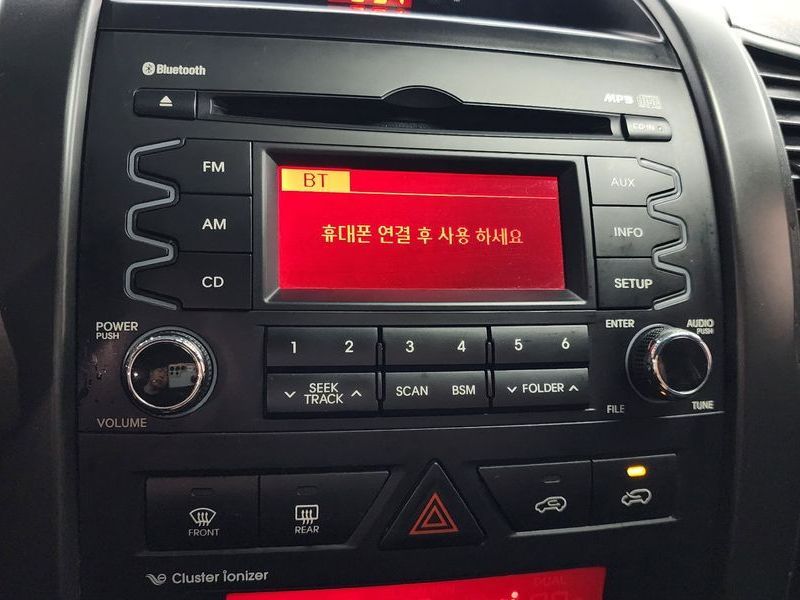 Bluetooth
MP3
CD IN
FM
AUX
BT
휴대폰 연결 후 사용 하세요
AM
INFO
CD
SETUP
POWER
PUSH
VOLUME
1 2 3 4 5 6
SEEK
TRACK
SCAN BSM
FOLDER
ENTER
AUDIO
PUSH
FILE
TUNE
FRONT
REAR
Cluster ionizer
DUAL